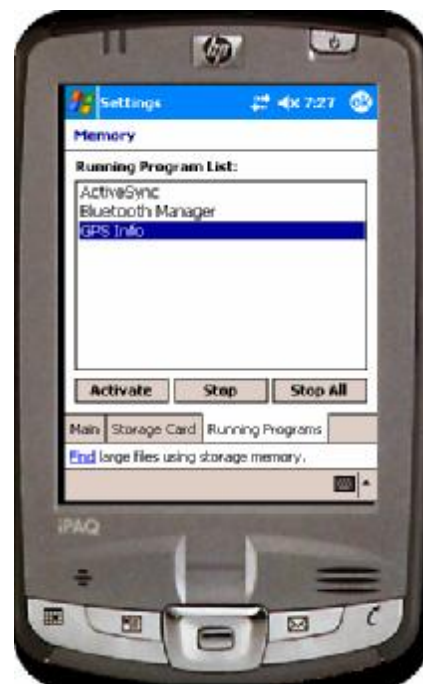 hp
Settings 7:27 ok
Memory
Running Program List:
ActiveSync
Bluetooth Manager
GPS Info
Activate Stop Stop All
Main Storage Card Running Programs
Find large files using storage memory.
iPAQ